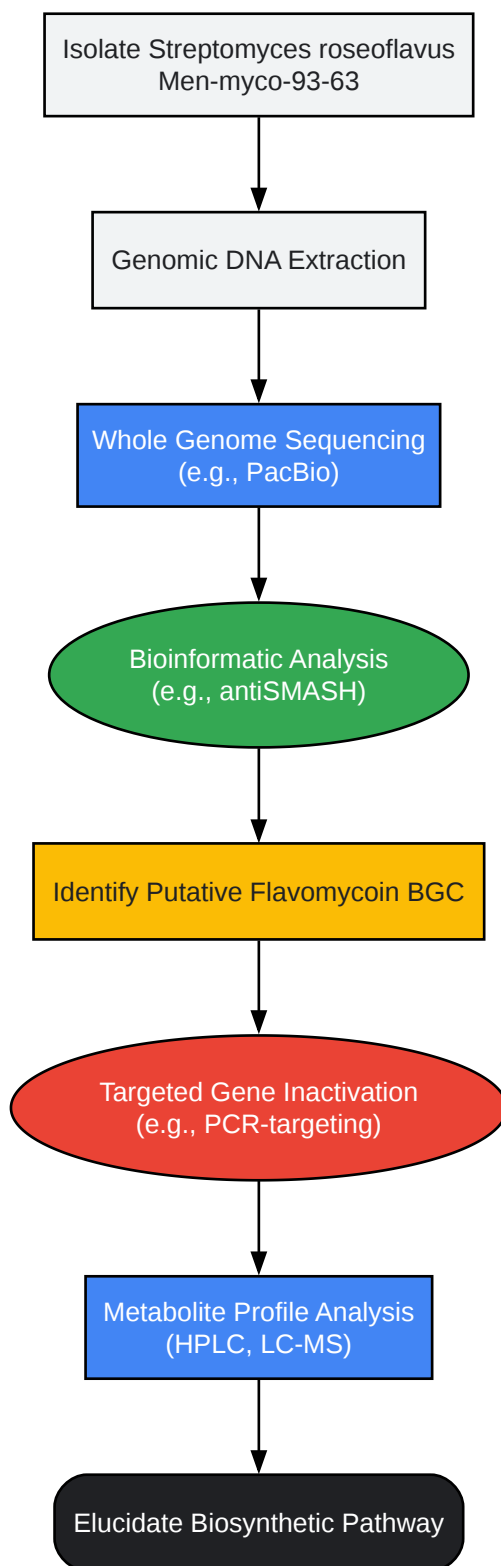 Isolate Streptomyces roseoflavus
Men-myco-93-63
Genomic DNA Extraction
Whole Genome Sequencing
(e.g., PacBio)
Bioinformatic Analysis
(e.g., antiSMASH)
Identify Putative Flavomycoin BGC
Targeted Gene Inactivation
(e.g., PCR-targeting)
Metabolite Profile Analysis
(HPLC, LC-MS)
Elucidate Biosynthetic Pathway